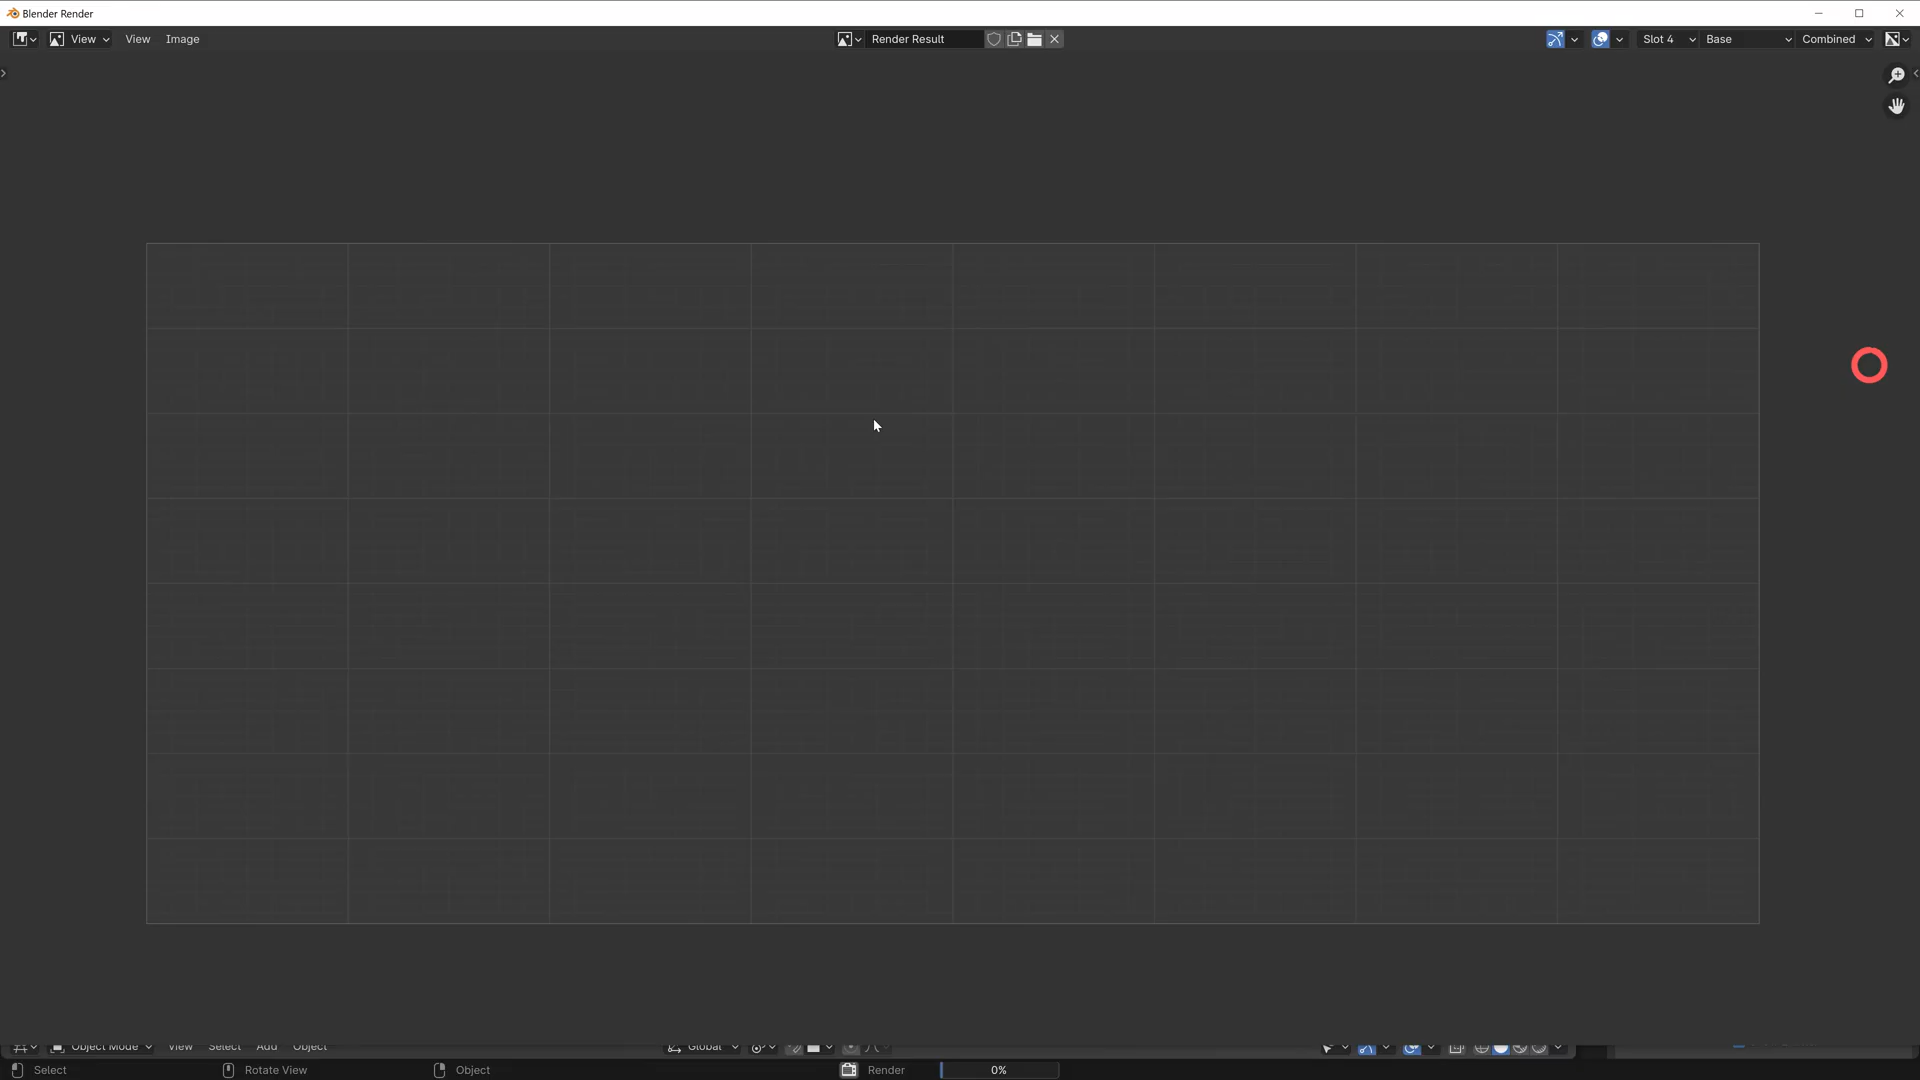 Blender Render
View View Image Render Result Slot 4 Base Combined
Object Mode View Select Add Object Global
Select Rotate View Object Render 0%